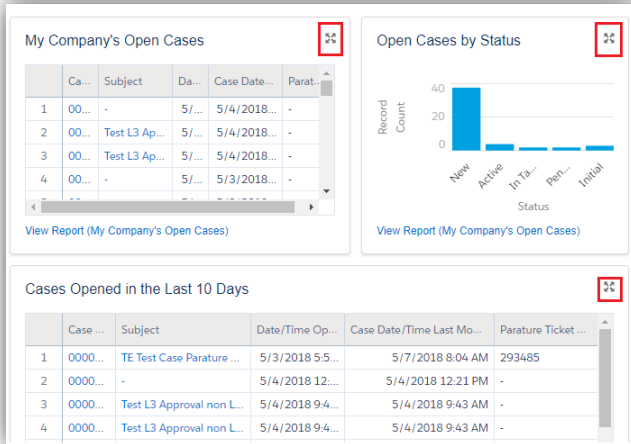 My Company's Open Cases
Ca... Subject Da... Case Date... Parat...
1 00... - 5/... 5/4/2018... -
2 00... Test L3 Ap... 5/... 5/4/2018... -
3 00... Test L3 Ap... 5/... 5/4/2018... -
4 00... - 5/... 5/3/2018... -
View Report (My Company's Open Cases)
Open Cases by Status
Record Count
40
20
0
New Active In Ta... Pen... Initial
Status
View Report (My Company's Open Cases)
Cases Opened in the Last 10 Days
Case ... Subject Date/Time Op... Case Date/Time Last Mo... Parature Ticket ...
1 0000... TE Test Case Parature ... 5/3/2018 5:5... 5/7/2018 8:04 AM 293485
2 0000... - 5/4/2018 12:... 5/4/2018 12:21 PM -
3 0000... Test L3 Approval non L... 5/4/2018 9:4... 5/4/2018 9:43 AM -
4 0000... Test L3 Approval non L... 5/4/2018 9:4... 5/4/2018 9:43 AM -